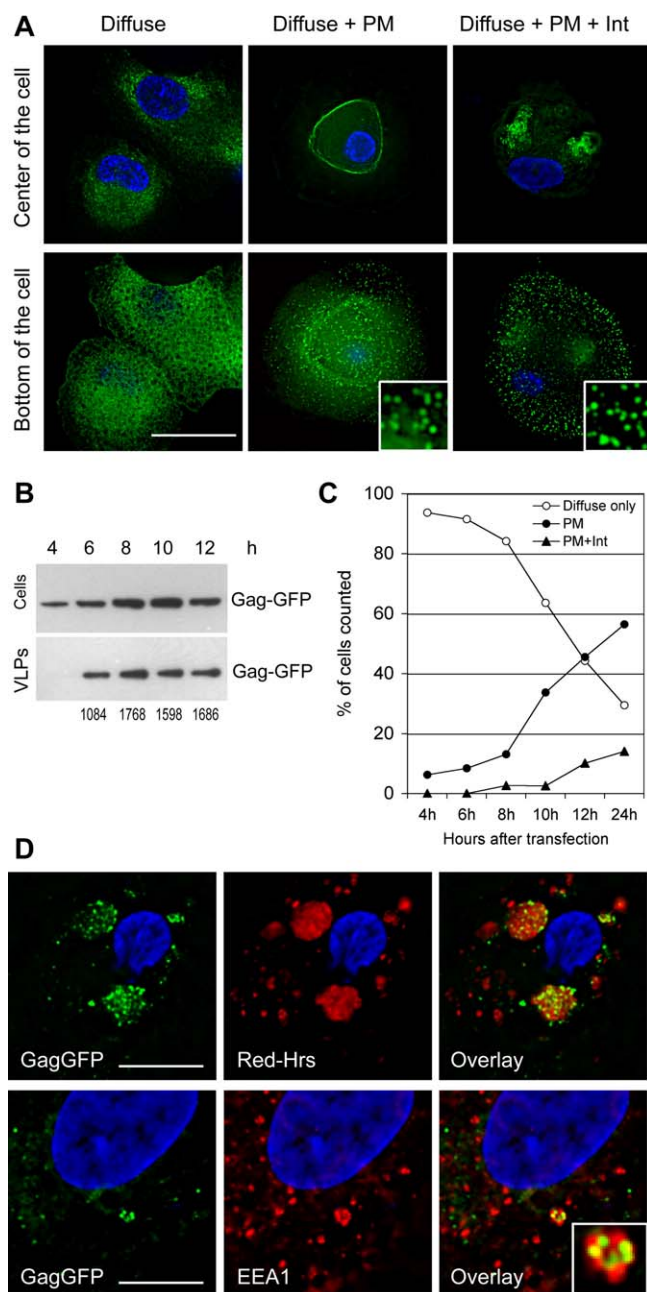 A
Diffuse
Diffuse + PM
Diffuse + PM + Int
Center of the cell
Bottom of the cell
B
4 6 8 10 12 h
Cells
Gag-GFP
VLPs
Gag-GFP
1084 1768 1598 1686
C
100
80
60
40
20
0
% of cells counted
Diffuse only
PM
PM+Int
4h 6h 8h 10h 12h 24h
Hours after transfection
D
GagGFP
Red-Hrs
Overlay
GagGFP
EEA1
Overlay